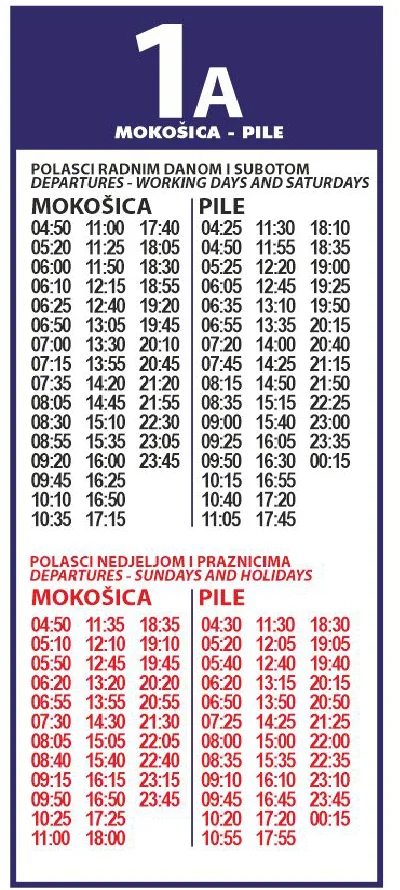 1A
MOKOŠICA - PILE
POLASCI RADNIM DANOM I SUBOTOM
DEPARTURES - WORKING DAYS AND SATURDAYS
MOKOŠICA PILE
04:50 11:00 17:40 04:25 11:30 18:10
05:20 11:25 18:05 04:50 11:55 18:35
06:00 11:50 18:30 05:25 12:20 19:00
06:10 12:15 18:55 06:05 12:45 19:25
06:25 12:40 19:20 06:35 13:10 19:50
06:50 13:05 19:45 06:55 13:35 20:15
07:00 13:30 20:10 07:20 14:00 20:40
07:15 13:55 20:45 07:45 14:25 21:15
07:35 14:20 21:20 08:15 14:50 21:50
08:05 14:45 21:55 08:35 15:15 22:25
08:30 15:10 22:30 09:00 15:40 23:00
08:55 15:35 23:05 09:25 16:05 23:35
09:20 16:00 23:45 09:50 16:30 00:15
09:45 16:25 10:15 16:55
10:10 16:50 10:40 17:20
10:35 17:15 11:05 17:45
POLASCI NEDJELJOM I PRAZNICIMA
DEPARTURES - SUNDAYS AND HOLIDAYS
MOKOŠICA PILE
04:50 11:35 18:35 04:30 11:30 18:30
05:10 12:10 19:10 05:20 12:05 19:05
05:50 12:45 19:45 05:40 12:40 19:40
06:20 13:20 20:20 06:20 13:15 20:15
06:55 13:55 20:55 06:50 13:50 20:50
07:30 14:30 21:30 07:25 14:25 21:25
08:05 15:05 22:05 08:00 15:00 22:00
08:40 15:40 22:40 08:35 15:35 22:35
09:15 16:15 23:15 09:10 16:10 23:10
09:50 16:50 23:45 09:45 16:45 23:45
10:25 17:25 10:20 17:20 00:15
11:00 18:00 10:55 17:55